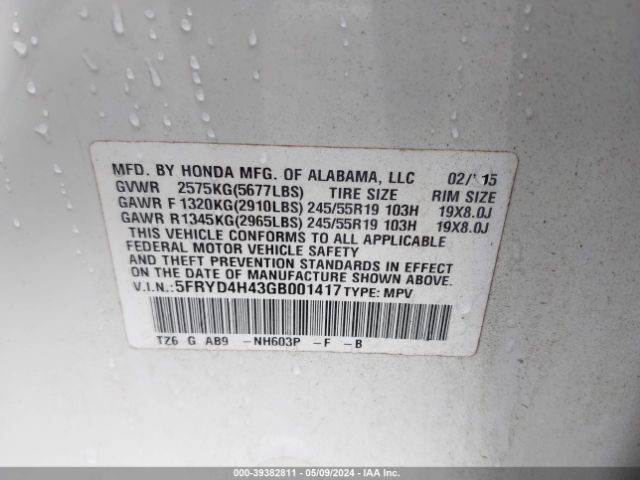 MFD. BY HONDA MFG. OF ALABAMA, LLC 02/15
GVWR 2575KG(5677LBS) TIRE SIZE RIM SIZE
GAWR F 1320KG(2910LBS) 245/55R19 103H 19X8.0J
GAWR R 1345KG(2965LBS) 245/55R19 103H 19X8.0J
THIS VEHICLE CONFORMS TO ALL APPLICABLE
FEDERAL MOTOR VEHICLE SAFETY
AND THEFT PREVENTION STANDARDS IN EFFECT
ON THE DATE OF MANUFACTURE SHOWN ABOVE.
V.I.N.: 5FRYD4H43GB001417 TYPE: MPV
TZ6 G AB9 -NH603P -F -B
000-39382811 - 05/09/2024 - IAAI.COM